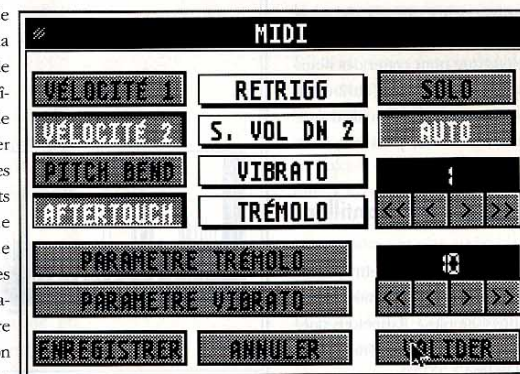 MIDI
VÉLOCITÉ 1 RETRIGG SOLO
VÉLOCITÉ 2 S. VOL DN 2 AUTO
PITCH BEND VIBRATO 1
AFTERTOUCH TRÉMOLO << < > >>
PARAMETRE TRÉMOLO 10
PARAMETRE VIBRATO << < > >>
ENREGISTRER ANNULER VALIDER